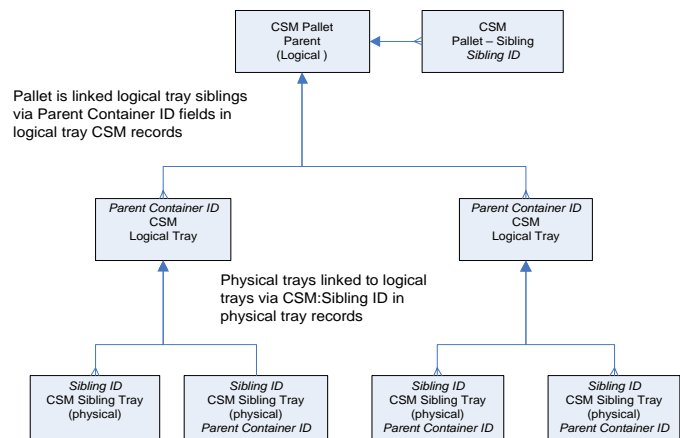 CSM Pallet
Parent
(Logical )
CSM
Pallet – Sibling
Sibling ID
Pallet is linked logical tray siblings
via Parent Container ID fields in
logical tray CSM records
Parent Container ID
CSM
Logical Tray
Parent Container ID
CSM
Logical Tray
Physical trays linked to logical
trays via CSM:Sibling ID in
physical tray records
Sibling ID
CSM Sibling Tray
(physical)
Sibling ID
CSM Sibling Tray
(physical)
Parent Container ID
Sibling ID
CSM Sibling Tray
(physical)
Parent Container ID
Sibling ID
CSM Sibling Tray
(physical)
Parent Container ID